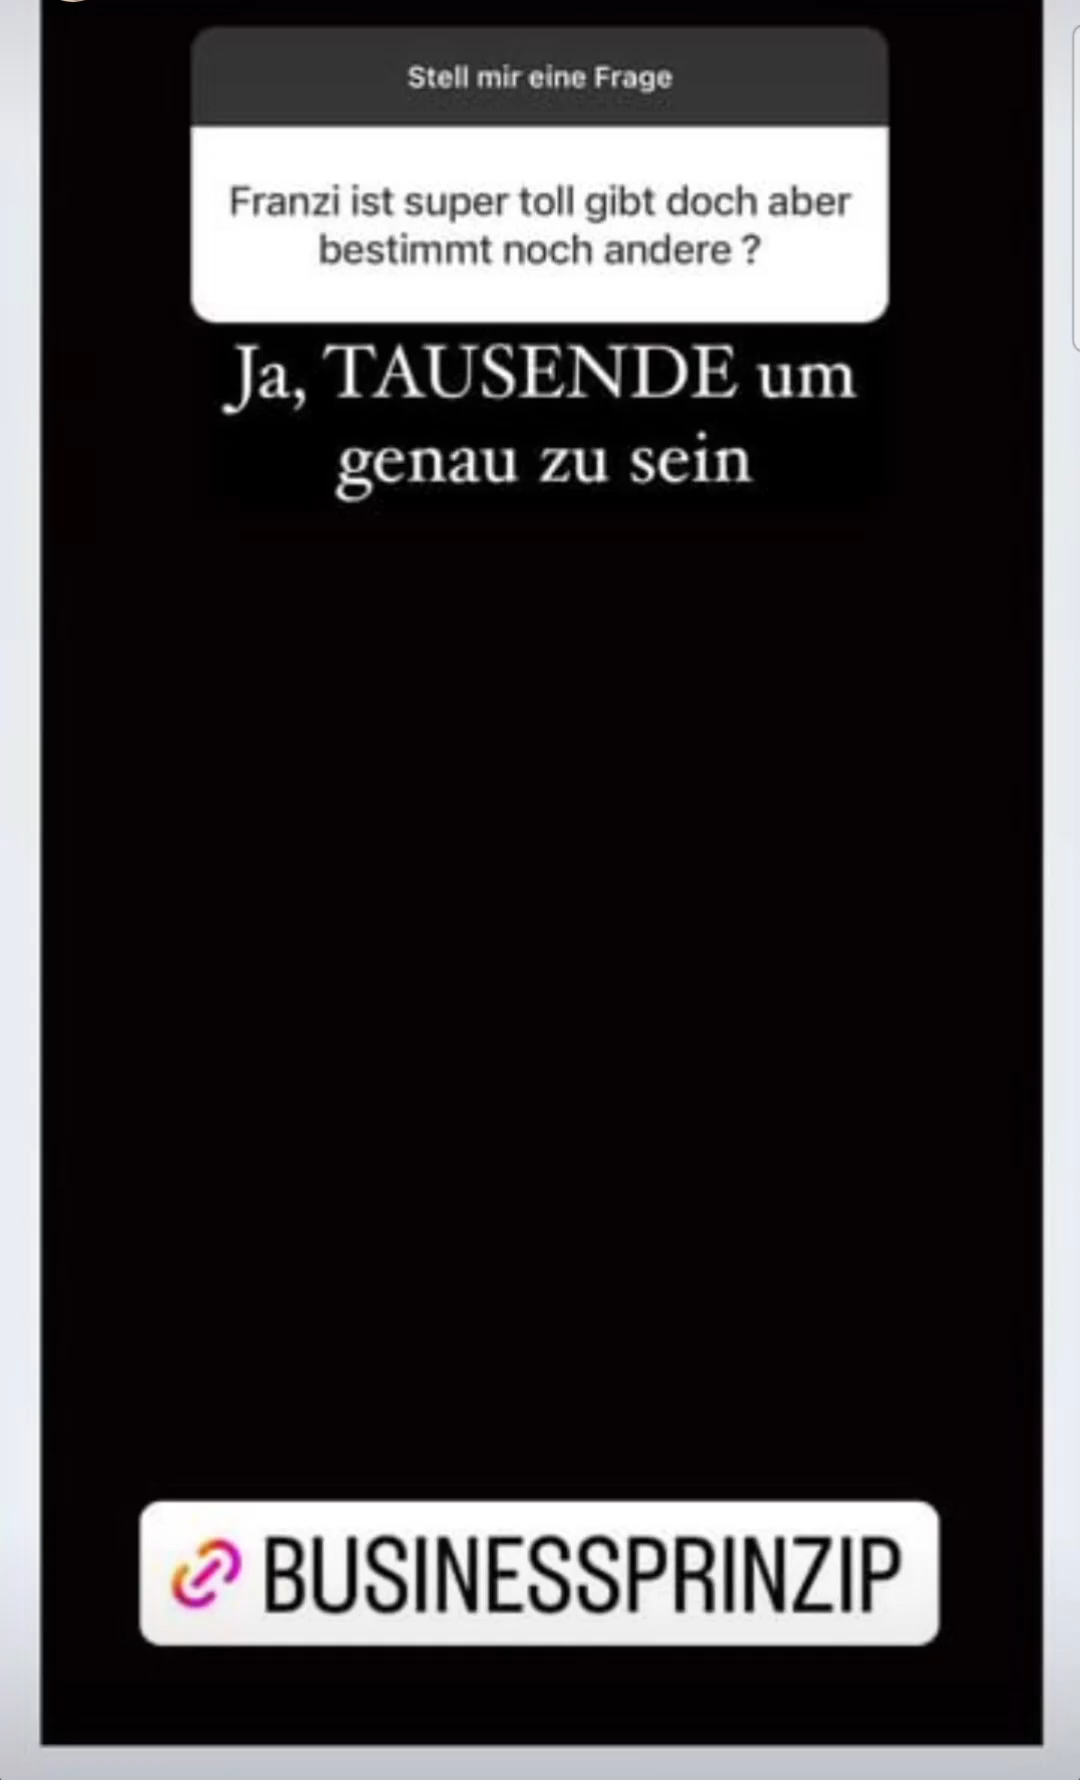 Stell mir eine Frage
Franzi ist super toll gibt doch aber
bestimmt noch andere ?
Ja, TAUSENDE um
genau zu sein
BUSINESSPRINZIP